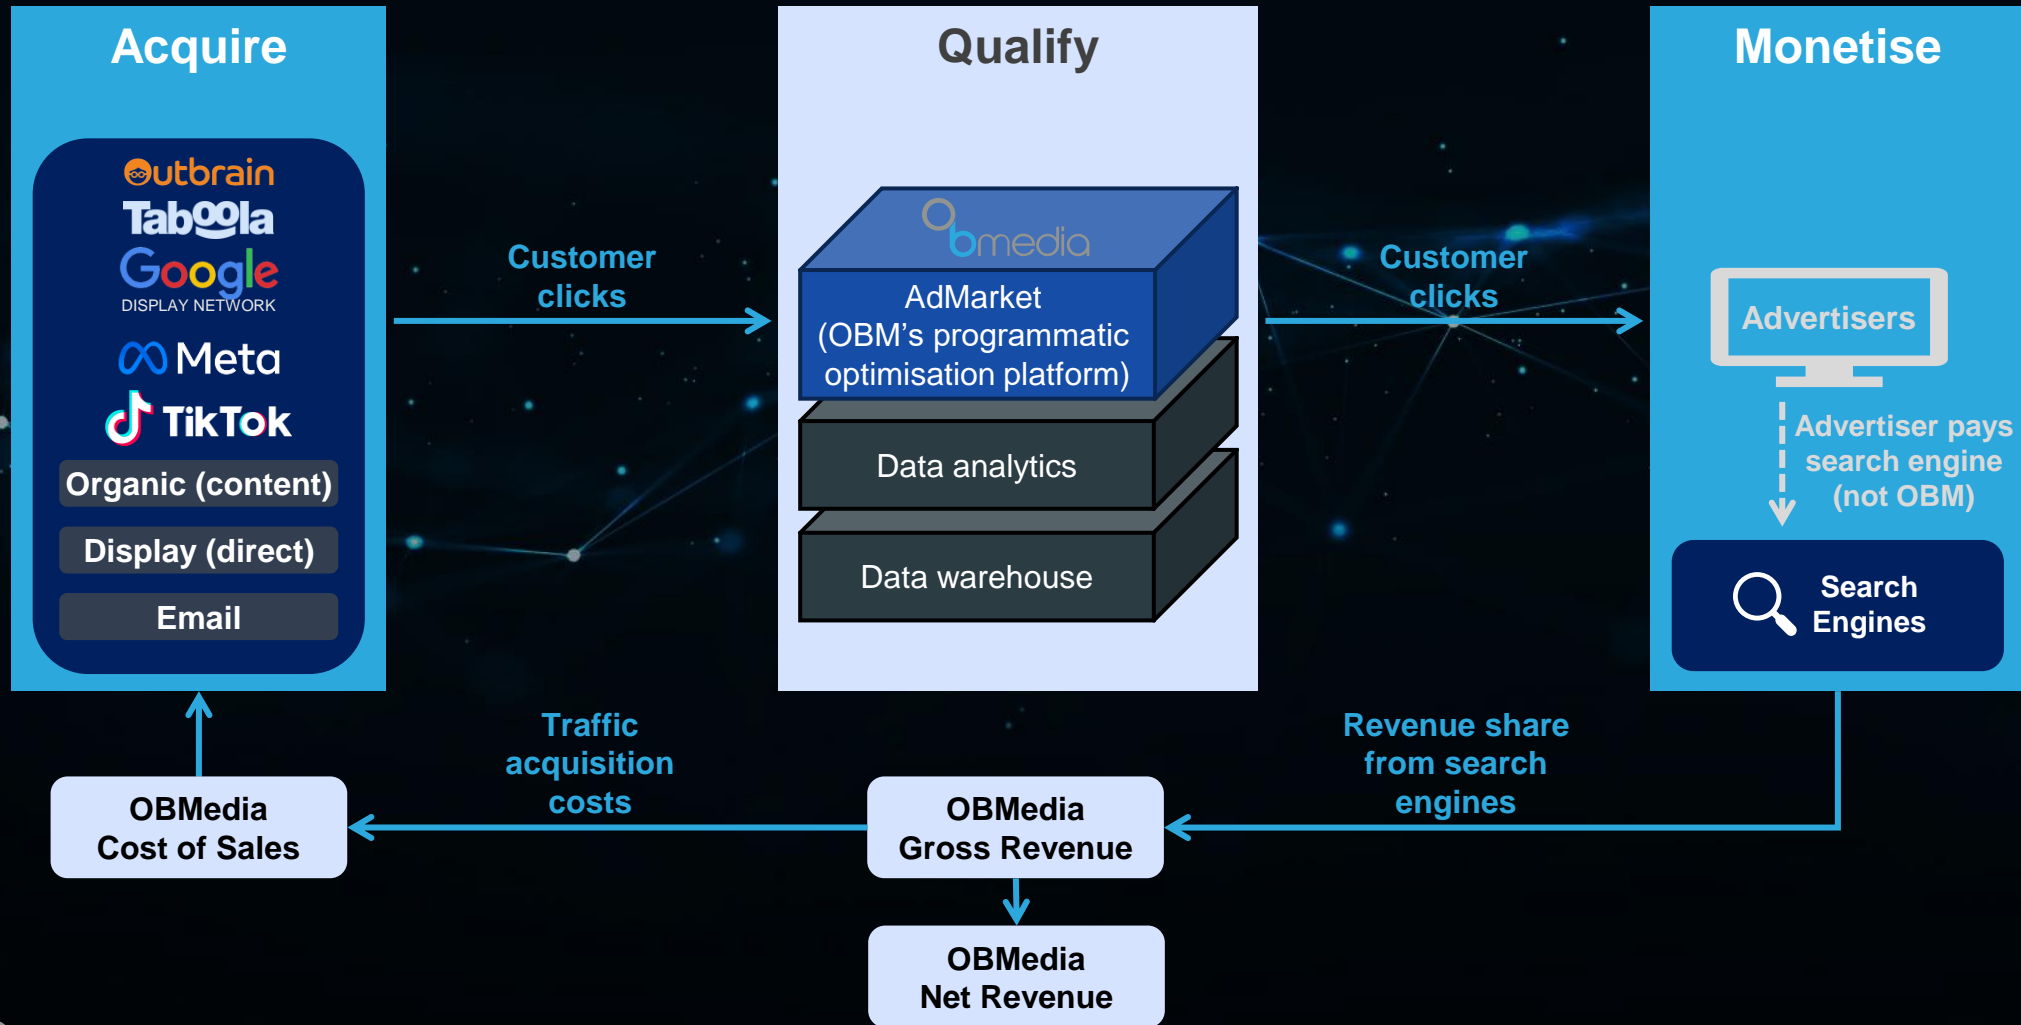 Acquire
Outbrain
Taboola
Google
DISPLAY NETWORK
Meta
TikTok
Organic (content)
Display (direct)
Email
Customer
clicks
Qualify
Obmedia
AdMarket
(OBM's programmatic
optimisation platform)
Data analytics
Data warehouse
Customer
clicks
Monetise
Advertisers
Advertiser pays
search engine
(not OBM)
Search
Engines
Traffic
acquisition
costs
Revenue share
from search
engines
OBMedia
Cost of Sales
OBMedia
Gross Revenue
OBMedia
Net Revenue